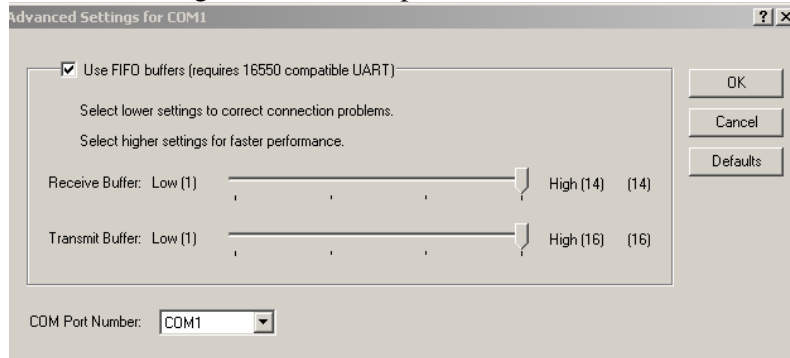 Advanced Settings for COM1
Use FIFO buffers (requires 16550 compatible UART)
OK
Select lower settings to correct connection problems.
Cancel
Select higher settings for faster performance.
Defaults
Receive Buffer: Low (1) High (14) (14)
Transmit Buffer: Low (1) High (16) (16)
COM Port Number: COM1